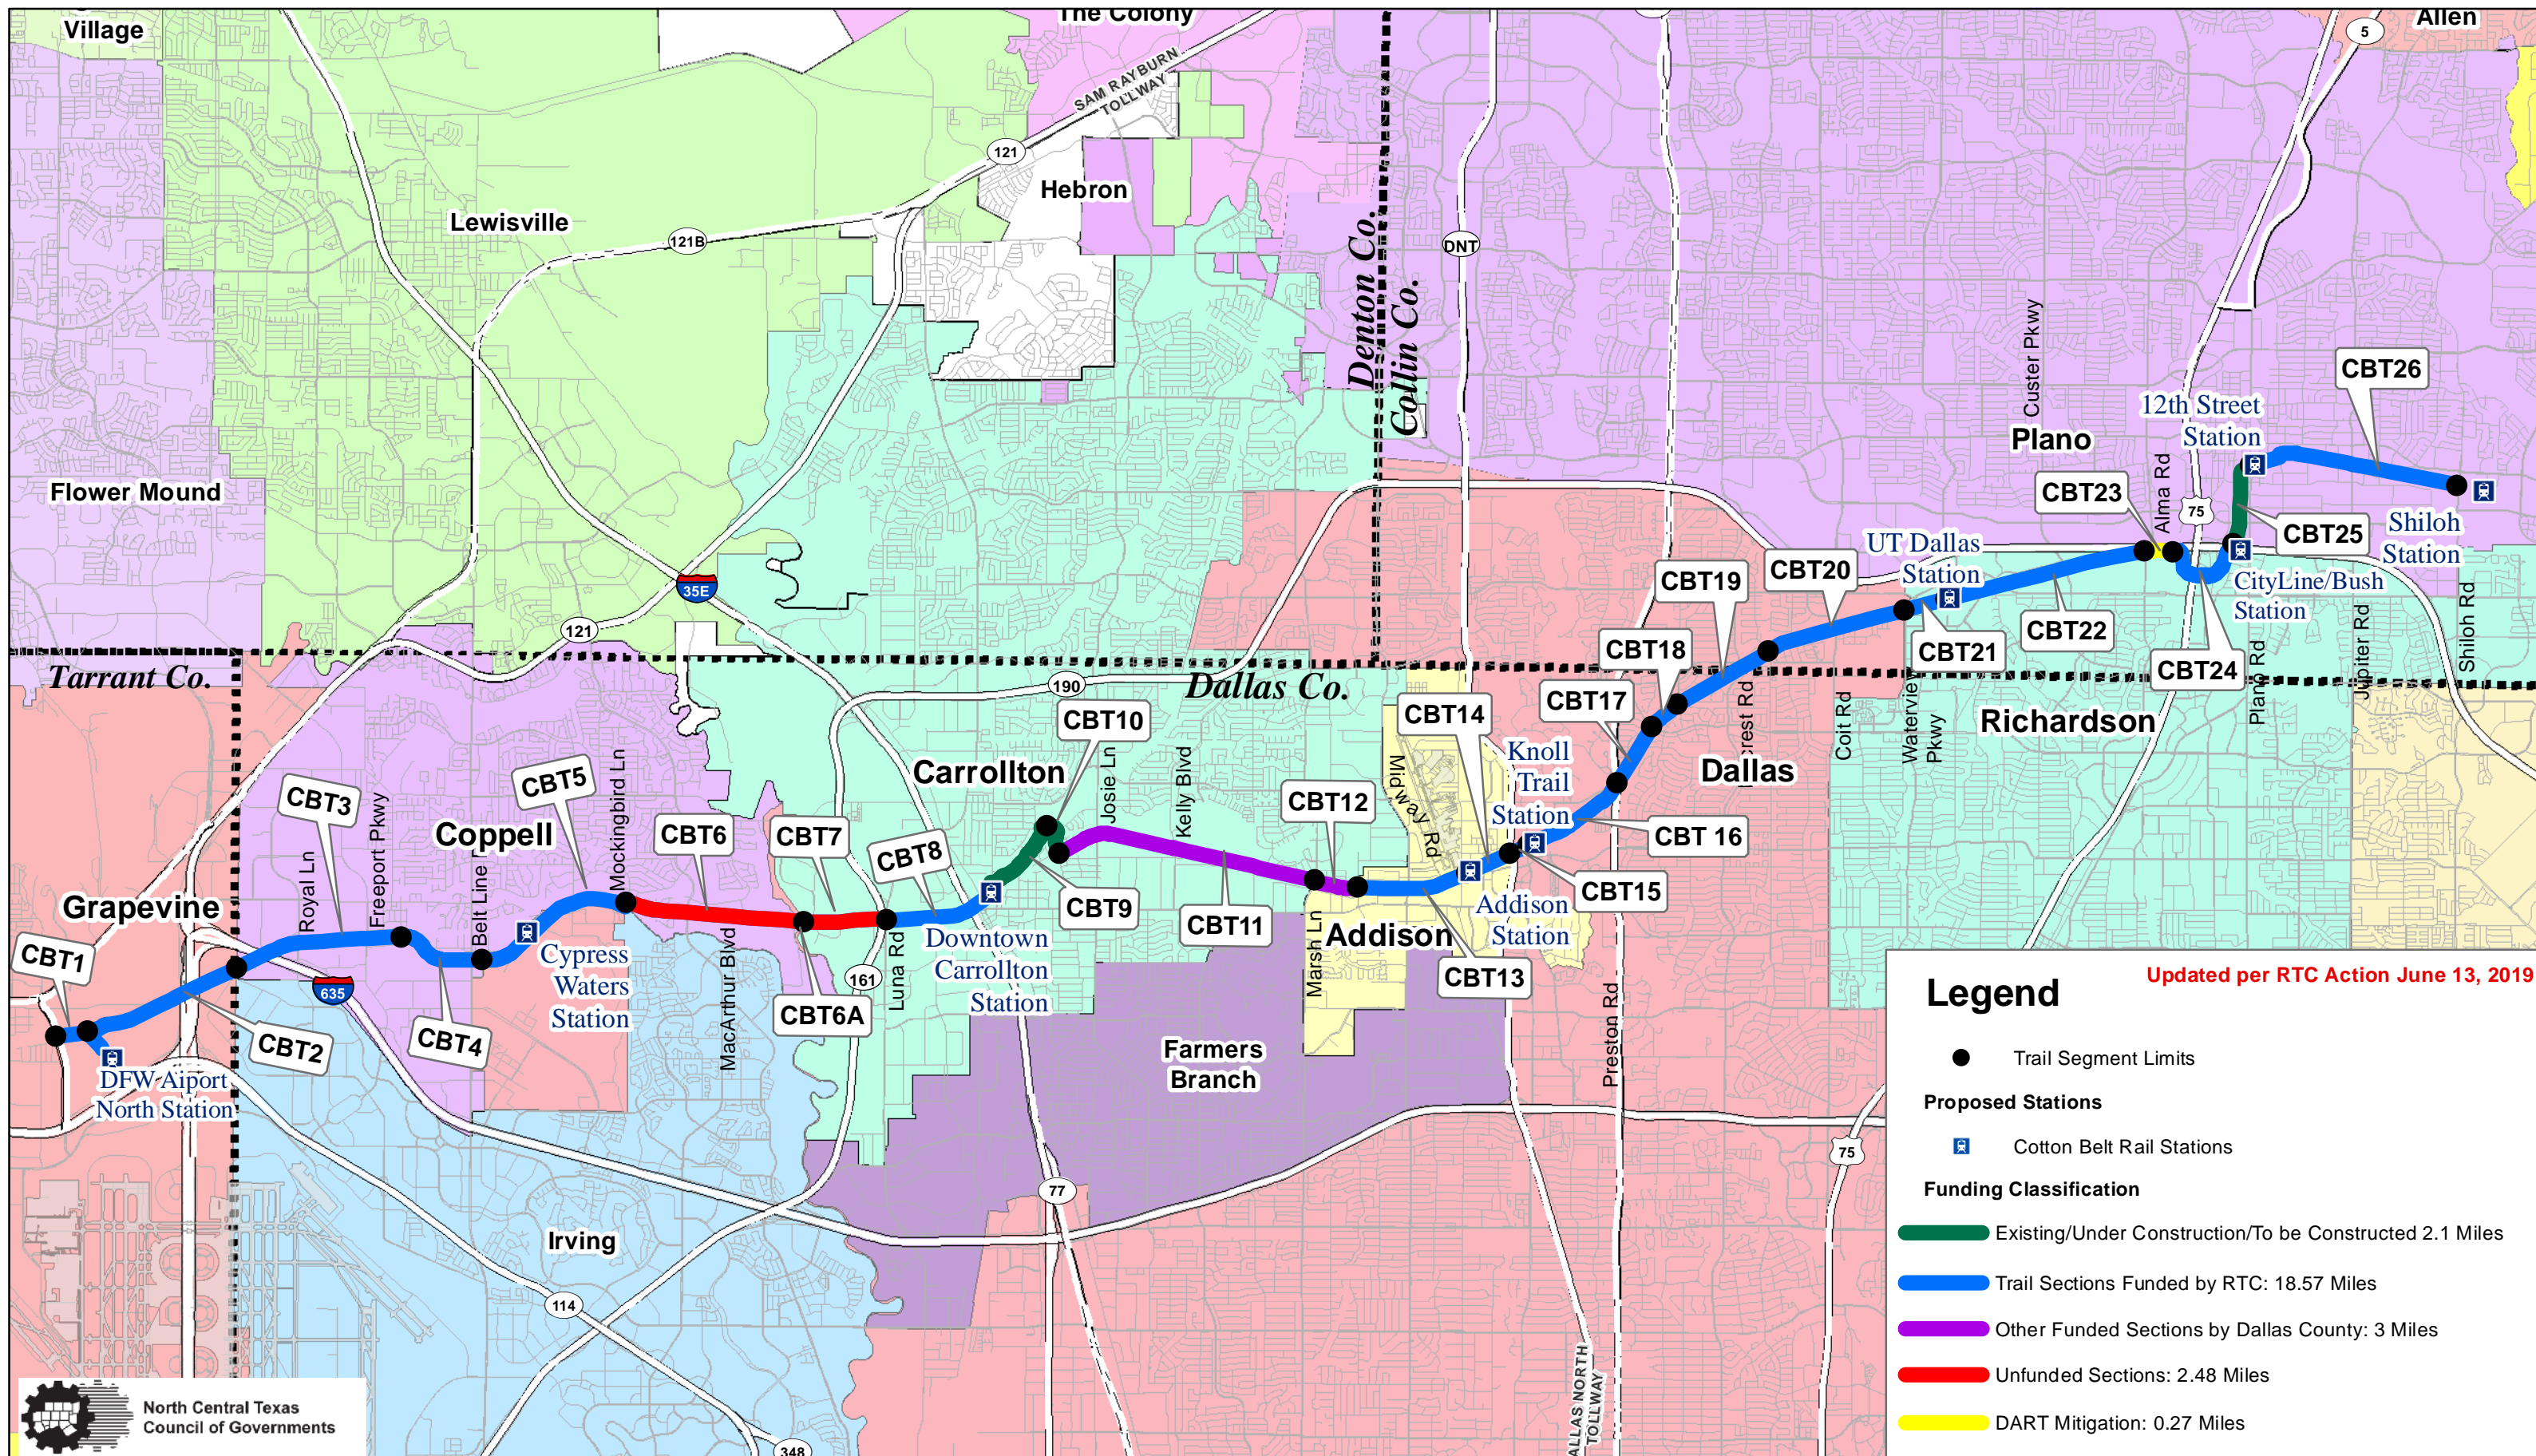 Village
The Colony
Allen
5
SAM RAYBURN
TOLLWAY
121
Hebron
Lewisville
121B
Denton Co.
Collin Co.
DNT
Custer Pkwy
CBT26
12th Street
Station
Plano
Flower Mound
CBT23
Alma Rd
75
CBT25
Shiloh
Station
UT Dallas
Station
CBT20
CBT19
35E
121
CityLine/Bush
Station
CBT22
CBT21
CBT18
CBT24
Plano Rd
Jupiter Rd
Shiloh Rd
Tarrant Co.
190
Dallas Co.
CBT17
CBT14
CBT10
Knoll
Trail
Station
Dallas
Coit Rd
Waterview
Pkwy
Richardson
Carrollton
Josie Ln
Kelly Blvd
Midway Rd
CBT12
CBT3
CBT5
Mockingbird Ln
Freeport Pkwy
Coppell
CBT6
CBT7
CBT8
CBT 16
CBT15
CBT9
CBT11
Grapevine
Royal Ln
Belt Line
Cypress
Waters
Station
Luna Rd
Downtown
Carrollton
Station
Marsh Ln
Addison
Addison
Station
CBT13
CBT1
635
CBT2
CBT4
MacArthur Blvd
161
CBT6A
Preston Rd
DFW Aiport
North Station
Farmers
Branch
75
77
Irving
114
348
DALLAS NORTH
TOLLWAY
North Central Texas
Council of Governments
Updated per RTC Action June 13, 2019
Legend
Trail Segment Limits
Proposed Stations
Cotton Belt Rail Stations
Funding Classification
Existing/Under Construction/To be Constructed 2.1 Miles
Trail Sections Funded by RTC: 18.57 Miles
Other Funded Sections by Dallas County: 3 Miles
Unfunded Sections: 2.48 Miles
DART Mitigation: 0.27 Miles